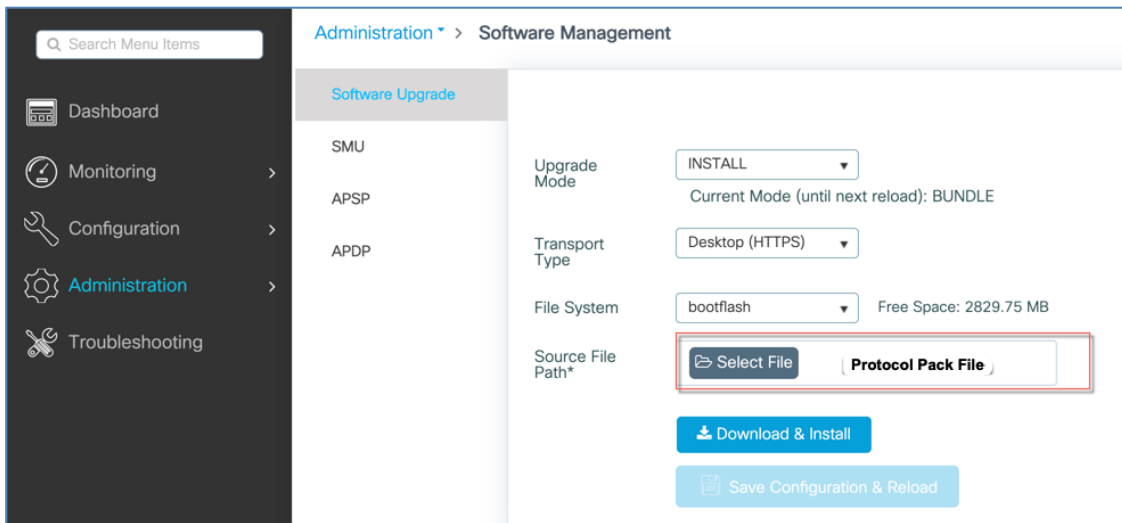 Search Menu Items
Dashboard
Monitoring
Configuration
Administration
Troubleshooting
Administration > Software Management
Software Upgrade
SMU
APSP
APDP
Upgrade Mode
INSTALL
Current Mode (until next reload): BUNDLE
Transport Type
Desktop (HTTPS)
File System
bootflash
Free Space: 2829.75 MB
Source File Path*
Select File
Protocol Pack File
Download & Install
Save Configuration & Reload